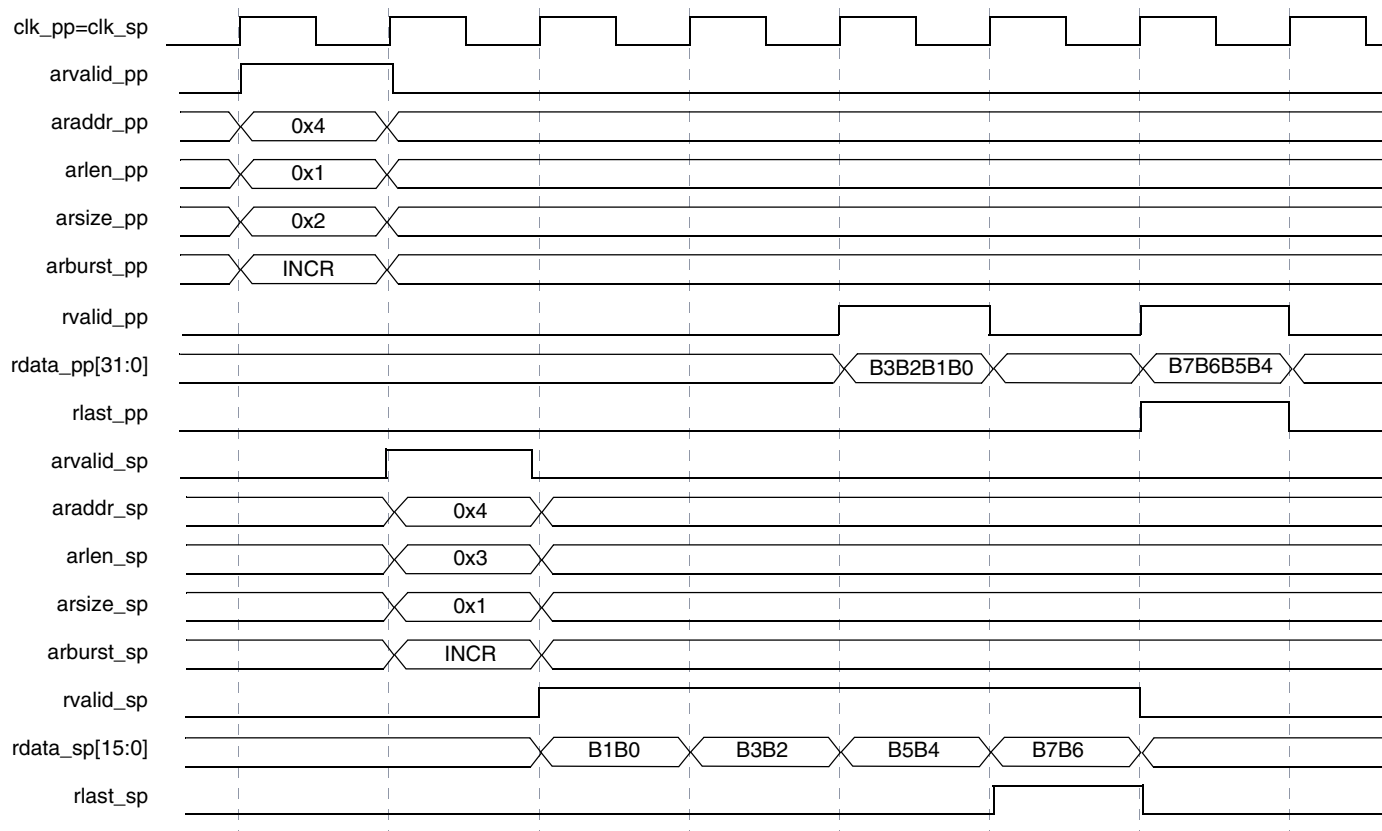 clk_pp=clk_sp
arvalid_pp
araddr_pp 0x4
arlen_pp 0x1
arsize_pp 0x2
arburst_pp INCR
rvalid_pp
rdata_pp[31:0] B3B2B1B0 B7B6B5B4
rlast_pp
arvalid_sp
araddr_sp 0x4
arlen_sp 0x3
arsize_sp 0x1
arburst_sp INCR
rvalid_sp
rdata_sp[15:0] B1B0 B3B2 B5B4 B7B6
rlast_sp